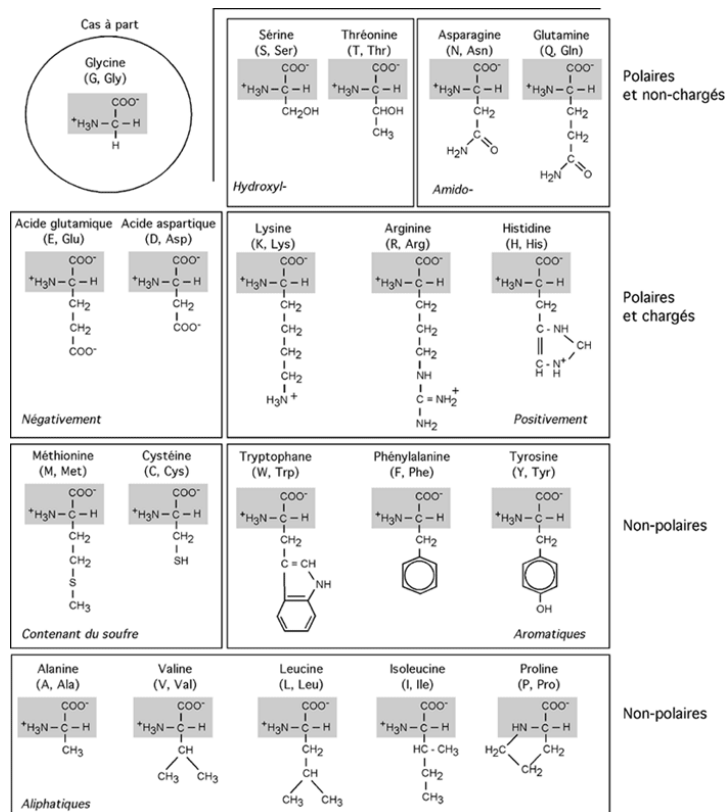 Cas à part
Glycine
(G, Gly)
COO⁻
⁺H₃N – C – H
H
Sérine
(S, Ser)
COO⁻
⁺H₃N – C – H
CH₂OH
Thréonine
(T, Thr)
COO⁻
⁺H₃N – C – H
CHOH
CH₃
Hydroxyl-
Asparagine
(N, Asn)
COO⁻
⁺H₃N – C – H
CH₂
C
H₂N O
Glutamine
(Q, Gln)
COO⁻
⁺H₃N – C – H
CH₂
CH₂
C
H₂N O
Amido-
Polaires
et non-chargés
Acide glutamique
(E, Glu)
COO⁻
⁺H₃N – C – H
CH₂
CH₂
COO⁻
Acide aspartique
(D, Asp)
COO⁻
⁺H₃N – C – H
CH₂
COO⁻
Négativement
Lysine
(K, Lys)
COO⁻
⁺H₃N – C – H
CH₂
CH₂
CH₂
CH₂
H₃N⁺
Arginine
(R, Arg)
COO⁻
⁺H₃N – C – H
CH₂
CH₂
CH₂
NH
C = NH₂⁺
NH₂
Histidine
(H, His)
COO⁻
⁺H₃N – C – H
CH₂
C - NH
CH
C - N⁺
H H
Positivement
Polaires
et chargés
Méthionine
(M, Met)
COO⁻
⁺H₃N – C – H
CH₂
CH₂
S
CH₃
Cystéine
(C, Cys)
COO⁻
⁺H₃N – C – H
CH₂
SH
Contenant du soufre
Tryptophane
(W, Trp)
COO⁻
⁺H₃N – C – H
CH₂
C = CH
NH
Phénylalanine
(F, Phe)
COO⁻
⁺H₃N – C – H
CH₂
Tyrosine
(Y, Tyr)
COO⁻
⁺H₃N – C – H
CH₂
OH
Aromatiques
Non-polaires
Alanine
(A, Ala)
COO⁻
⁺H₃N – C – H
CH₃
Valine
(V, Val)
COO⁻
⁺H₃N – C – H
CH
CH₃ CH₃
Leucine
(L, Leu)
COO⁻
⁺H₃N – C – H
CH₂
CH
CH₃ CH₃
Isoleucine
(I, Ile)
COO⁻
⁺H₃N – C – H
HC - CH₃
CH₂
CH₃
Proline
(P, Pro)
COO⁻
HN – C – H
H₂C CH₂
CH₂
Aliphatiques
Non-polaires